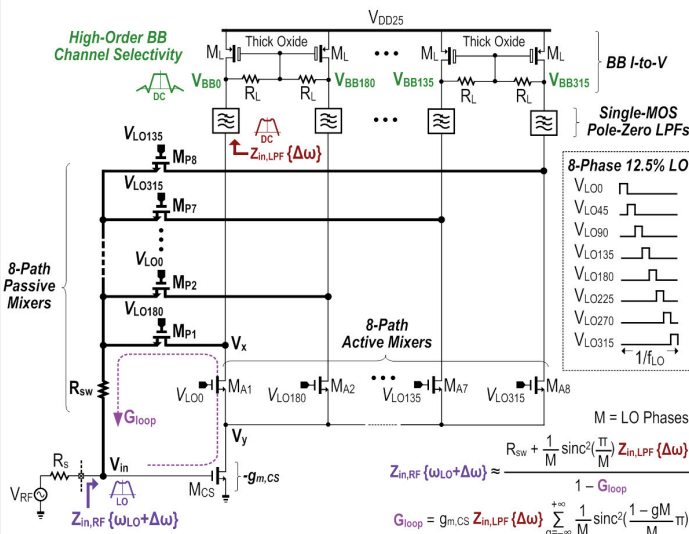 V_DD25
High-Order BB
Channel Selectivity
M_L
Thick Oxide
M_L
M_L
Thick Oxide
M_L
BB I-to-V
V_BB0
V_BB180
V_BB135
V_BB315
DC
R_L
R_L
R_L
R_L
Single-MOS
Pole-Zero LPFs
DC
Z_in,LPF {Δω}
V_LO135
M_P8
V_LO315
M_P7
V_LO0
M_P2
V_LO180
M_P1
V_x
8-Path
Passive
Mixers
8-Phase 12.5% LO
V_LO0
V_LO45
V_LO90
V_LO135
V_LO180
V_LO225
V_LO270
V_LO315
1/f_LO
8-Path
Active Mixers
R_SW
G_loop
V_LO0
M_A1
V_LO180
M_A2
V_LO135
M_A7
V_LO315
M_A8
V_y
M = LO Phases
R_S
V_in
M_CS
-g_m,CS
V_RF
LO
Z_in,RF {ω_LO+Δω}
Z_in,RF {ω_LO+Δω} ≈ (R_SW + 1/M sinc²(π/M) Z_in,LPF {Δω}) / (1 − G_loop)
G_loop = g_m,CS Z_in,LPF {Δω} Σ_{g=-∞}^{+∞} 1/M sinc²((1 − gM)/M π)